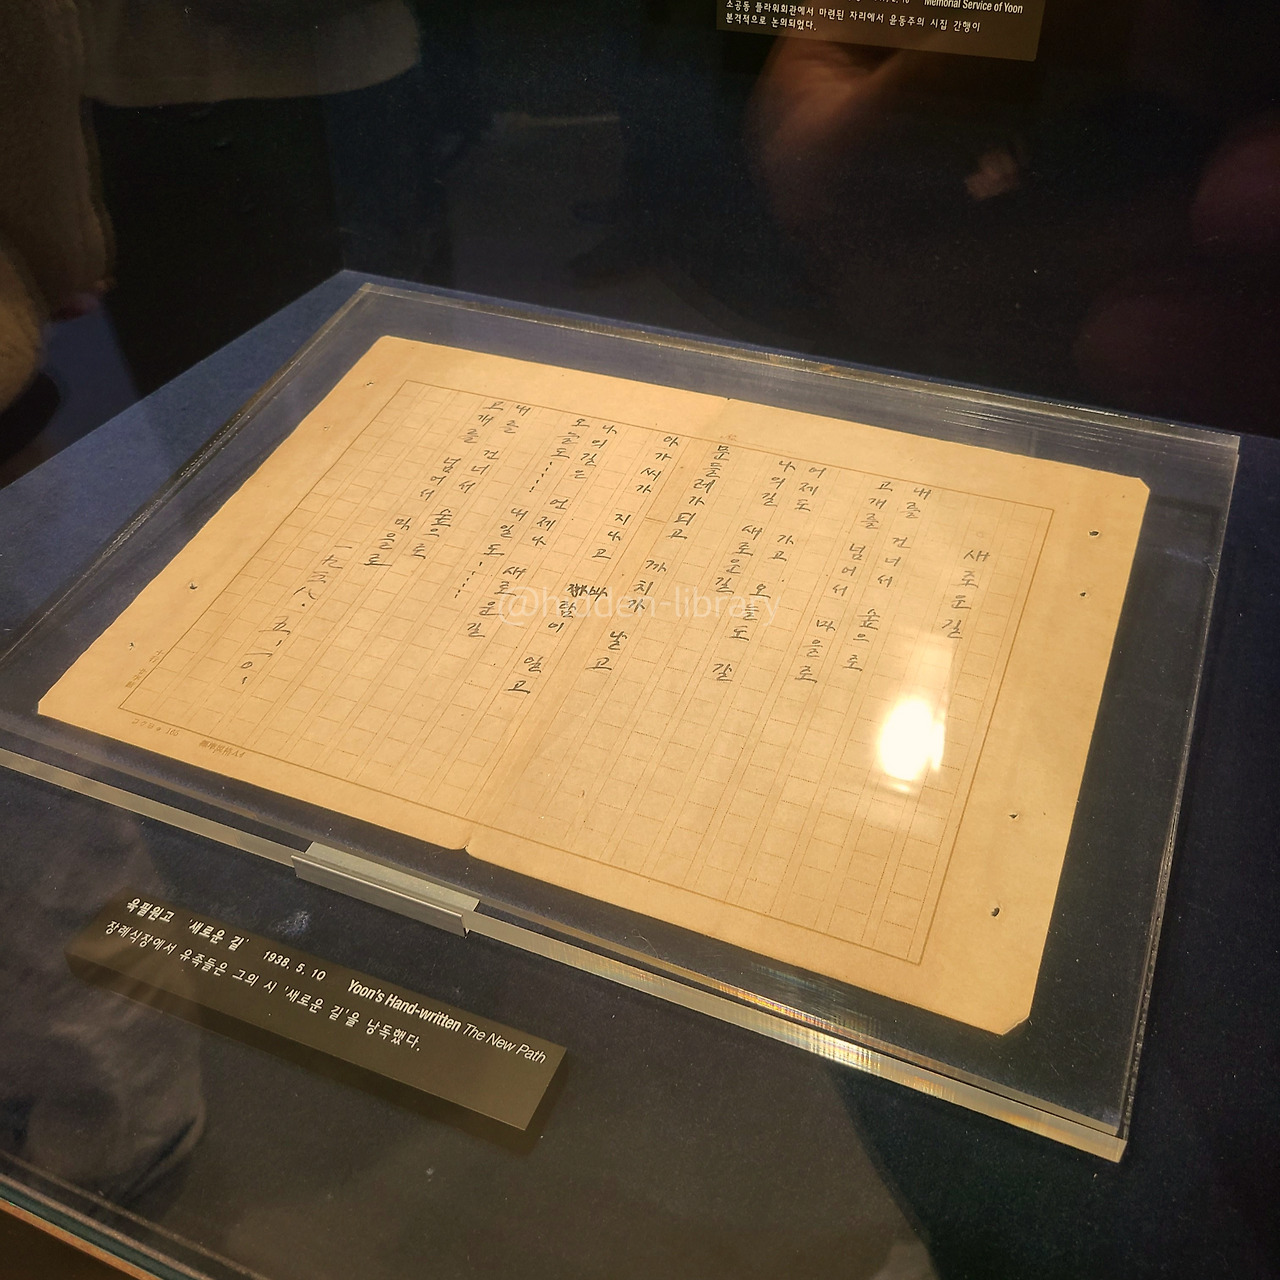 Memorial Service of Yoon
소공동 플라워회관에서 마련된 자리에서 윤동주의 시집 간행이
본격적으로 논의되었다.
새로운길
내를 건너서 숲으로
고개를 넘어서 마을로
어제도 가고 오늘도 갈
나의길 새로운길
문들레가 피고 까치가 날고
아가씨가 지나고 바람이 일고
나의길은 언제나 새로운길
오늘도…… 내일도……
내를 건너서 숲으로
고개를 넘어서 마을로
一九三八·五·一〇、
@hidden-library
육필원고 '새로운 길' 1938. 5. 10 Yoon's Hand-written The New Path
장례식장에서 유족들은 그의 시 '새로운 길'을 낭독했다.